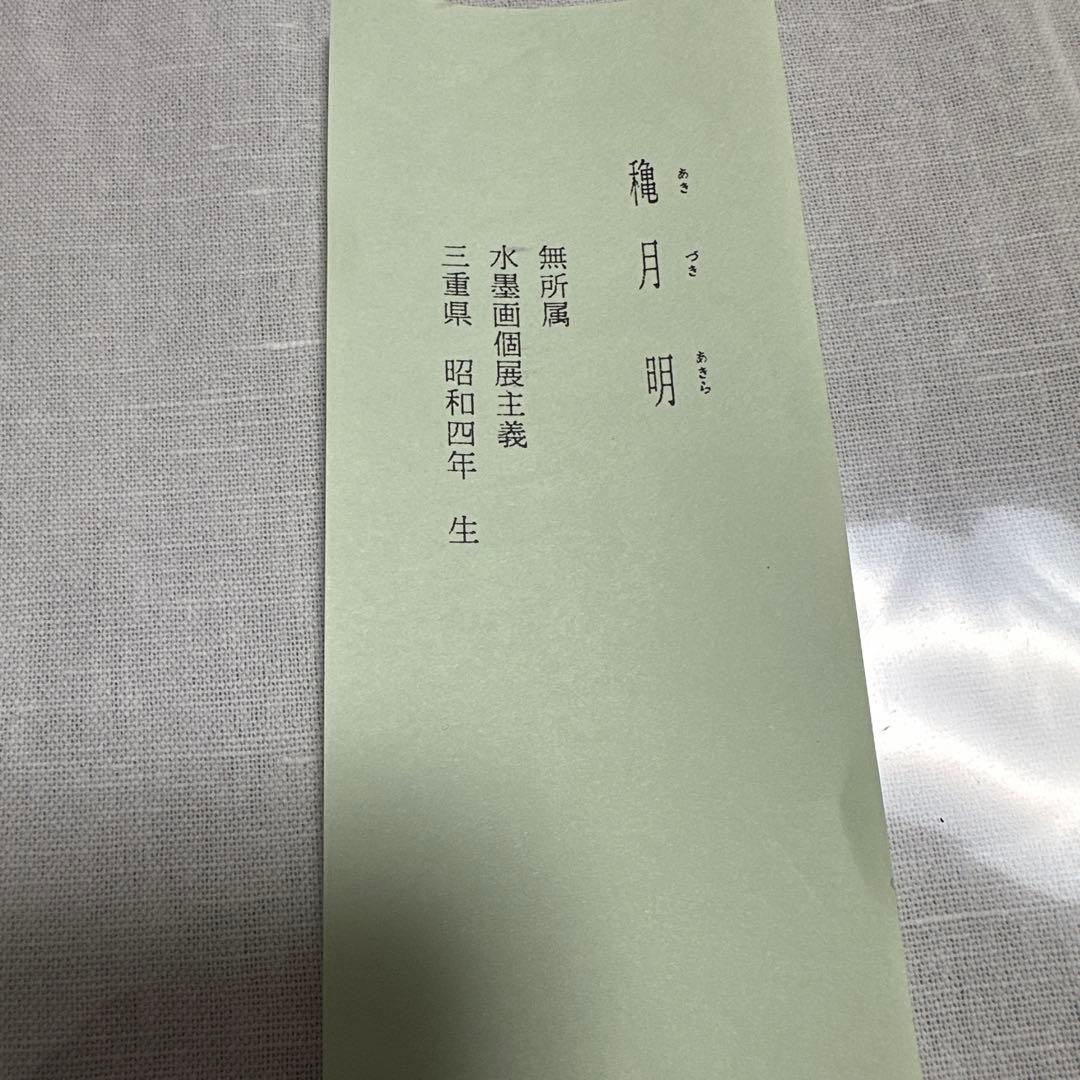 穐月明
あきづきあきら
無所属
水墨画個展主義
三重県 昭和四年 生